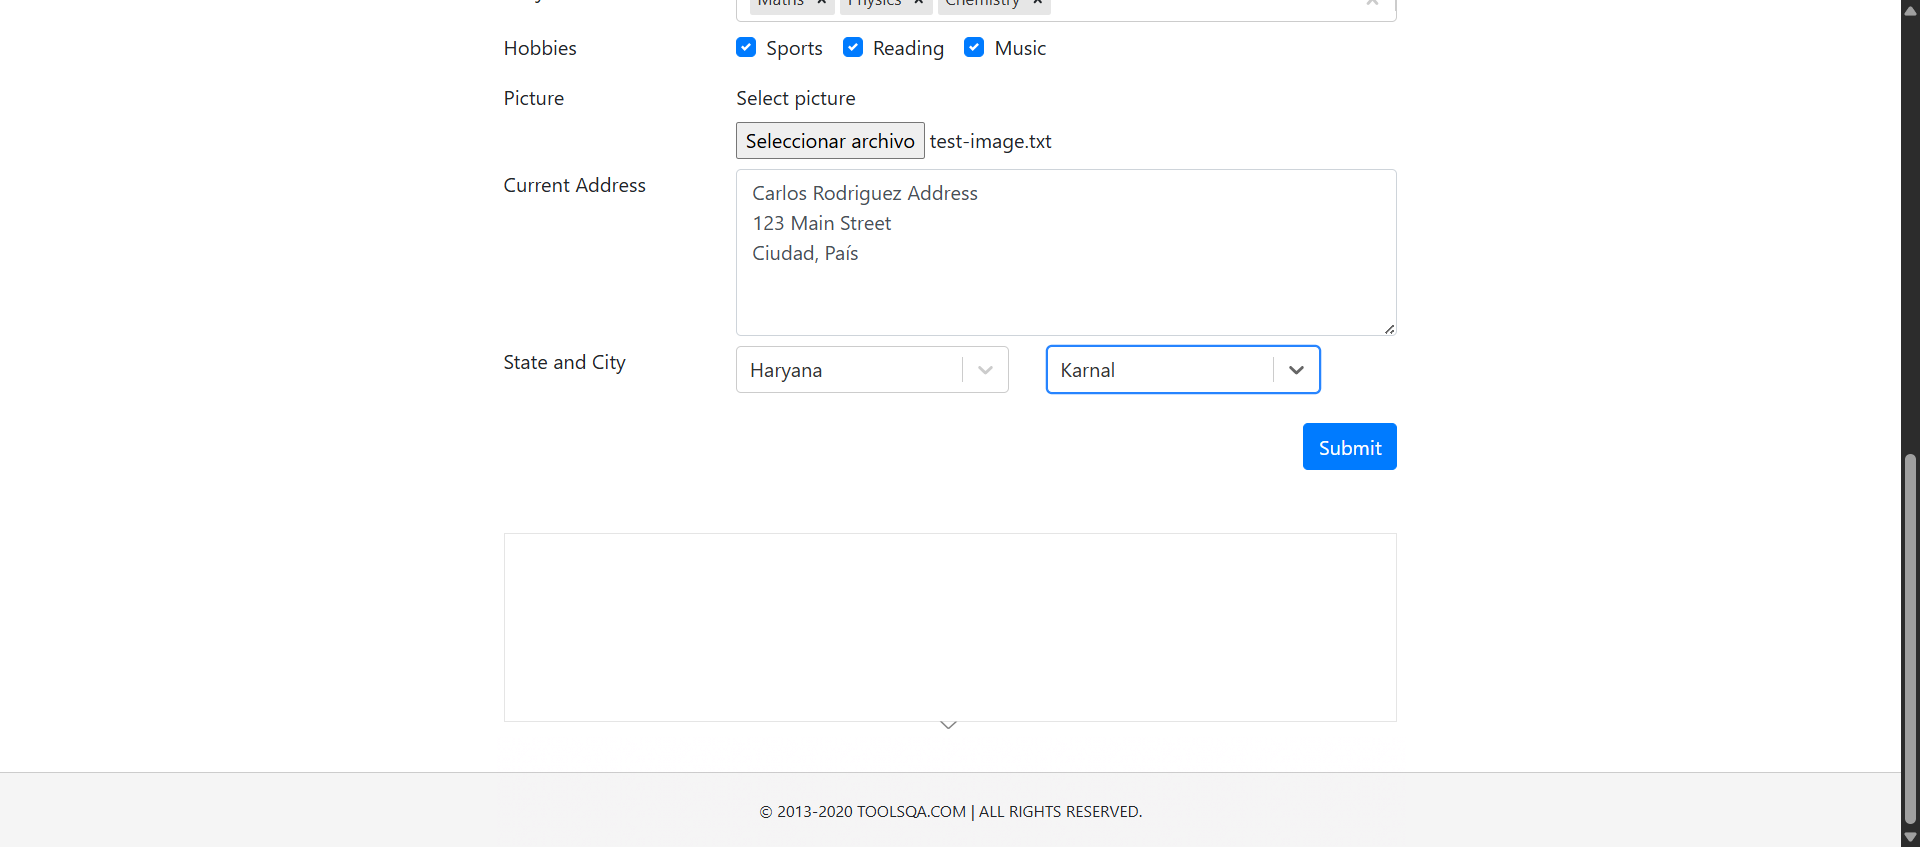 Maths Physics Chemistry
Hobbies Sports Reading Music
Picture Select picture
Seleccionar archivo test-image.txt
Current Address Carlos Rodriguez Address
123 Main Street
Ciudad, País
State and City Haryana Karnal
Submit
© 2013-2020 TOOLSQA.COM | ALL RIGHTS RESERVED.